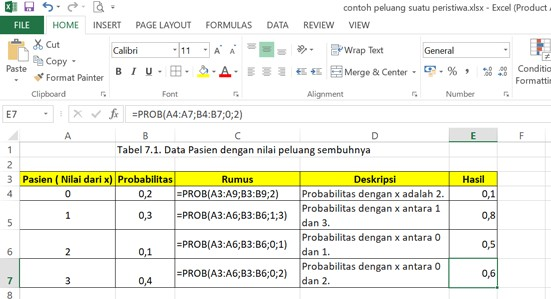 contoh peluang suatu peristiwa.xlsx - Excel (Product A
FILE HOME INSERT PAGE LAYOUT FORMULAS DATA REVIEW VIEW
Cut
Copy
Format Painter
Paste
Clipboard
Calibri 11 A A
B I U A
Font
Wrap Text
Merge & Center
Alignment
General
% , .00
Number
Conditio
Formattin
E7 fx =PROB(A4:A7;B4:B7;0;2)
A B C D E F
1 Tabel 7.1. Data Pasien dengan nilai peluang sembuhnya
2
3 Pasien ( Nilai dari x) Probabilitas Rumus Deskripsi Hasil
4 0 0,2 =PROB(A3:A9;B3:B9;2) Probabilitas dengan x adalah 2. 0,1
5 1 0,3 =PROB(A3:A6;B3:B6;1;3) Probabilitas dengan x antara 1
dan 3. 0,8
6 2 0,1 =PROB(A3:A6;B3:B6;0;1) Probabilitas dengan x antara 0
dan 1. 0,5
7 3 0,4 =PROB(A3:A6;B3:B6;0;2) Probabilitas dengan x antara 0
dan 2. 0,6
8